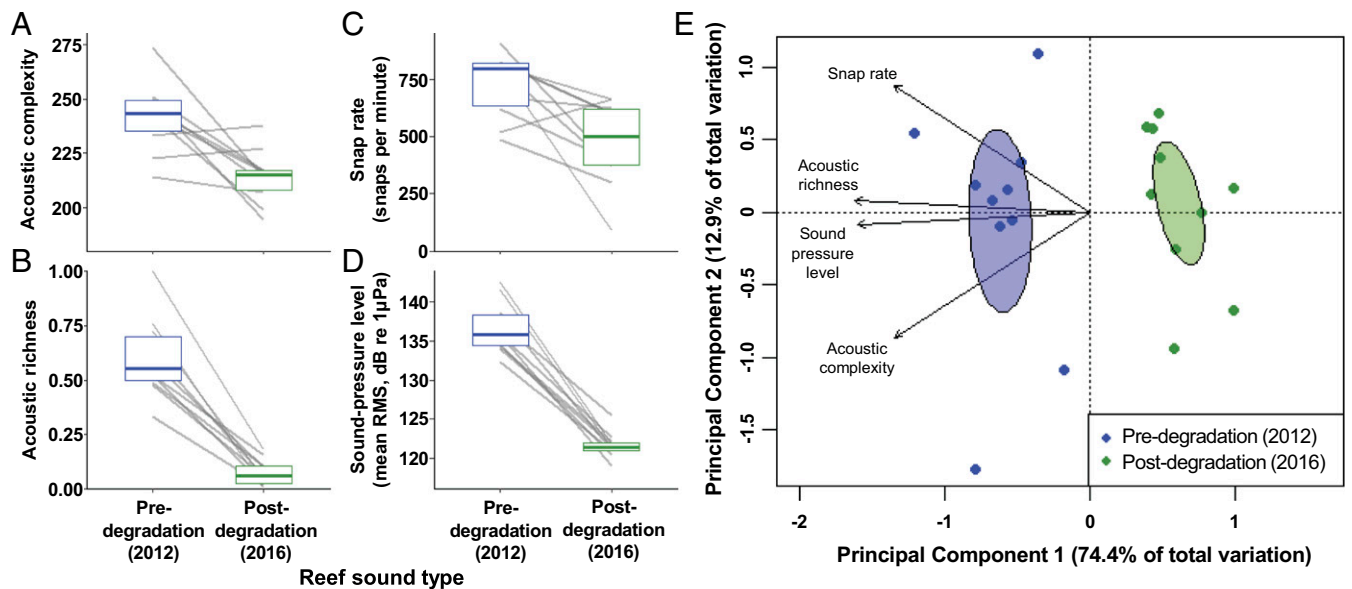 A
Acoustic complexity
275
250
225
200
B
Acoustic richness
1.00
0.75
0.50
0.25
0.00
Pre-
degradation
(2012)
Post-
degradation
(2016)
C
Snap rate
(snaps per minute)
750
500
250
0
D
Sound-pressure level
(mean RMS, dB re 1μPa)
140
135
130
125
120
Pre-
degradation
(2012)
Post-
degradation
(2016)
Reef sound type
E
Principal Component 2 (12.9% of total variation)
1.0
0.5
0
-0.5
-1.0
-1.5
Snap rate
Acoustic
richness
Sound
pressure
level
Acoustic
complexity
Pre-degradation (2012)
Post-degradation (2016)
-2
-1
0
1
Principal Component 1 (74.4% of total variation)